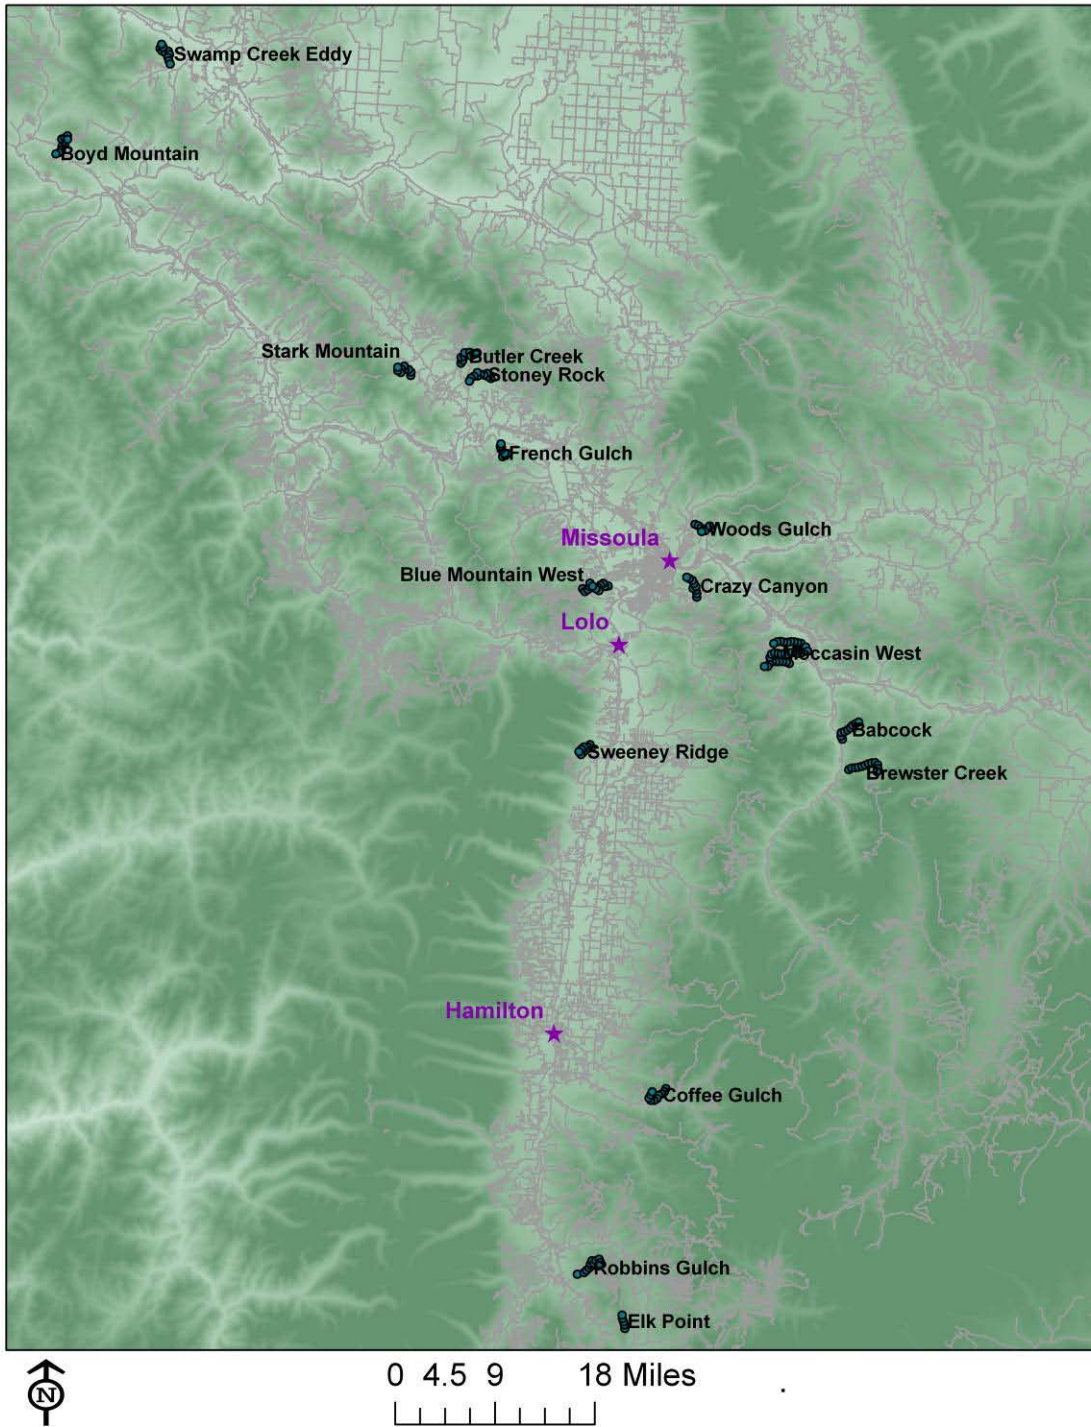 Swamp Creek Eddy
Boyd Mountain
Stark Mountain
Butler Creek
Stoney Rock
French Gulch
Woods Gulch
Missoula
Blue Mountain West
Crazy Canyon
Lolo
Moccasin West
Babcock
Sweeney Ridge
Brewster Creek
Hamilton
Coffee Gulch
Robbins Gulch
Elk Point
N
0 4.5 9 18 Miles